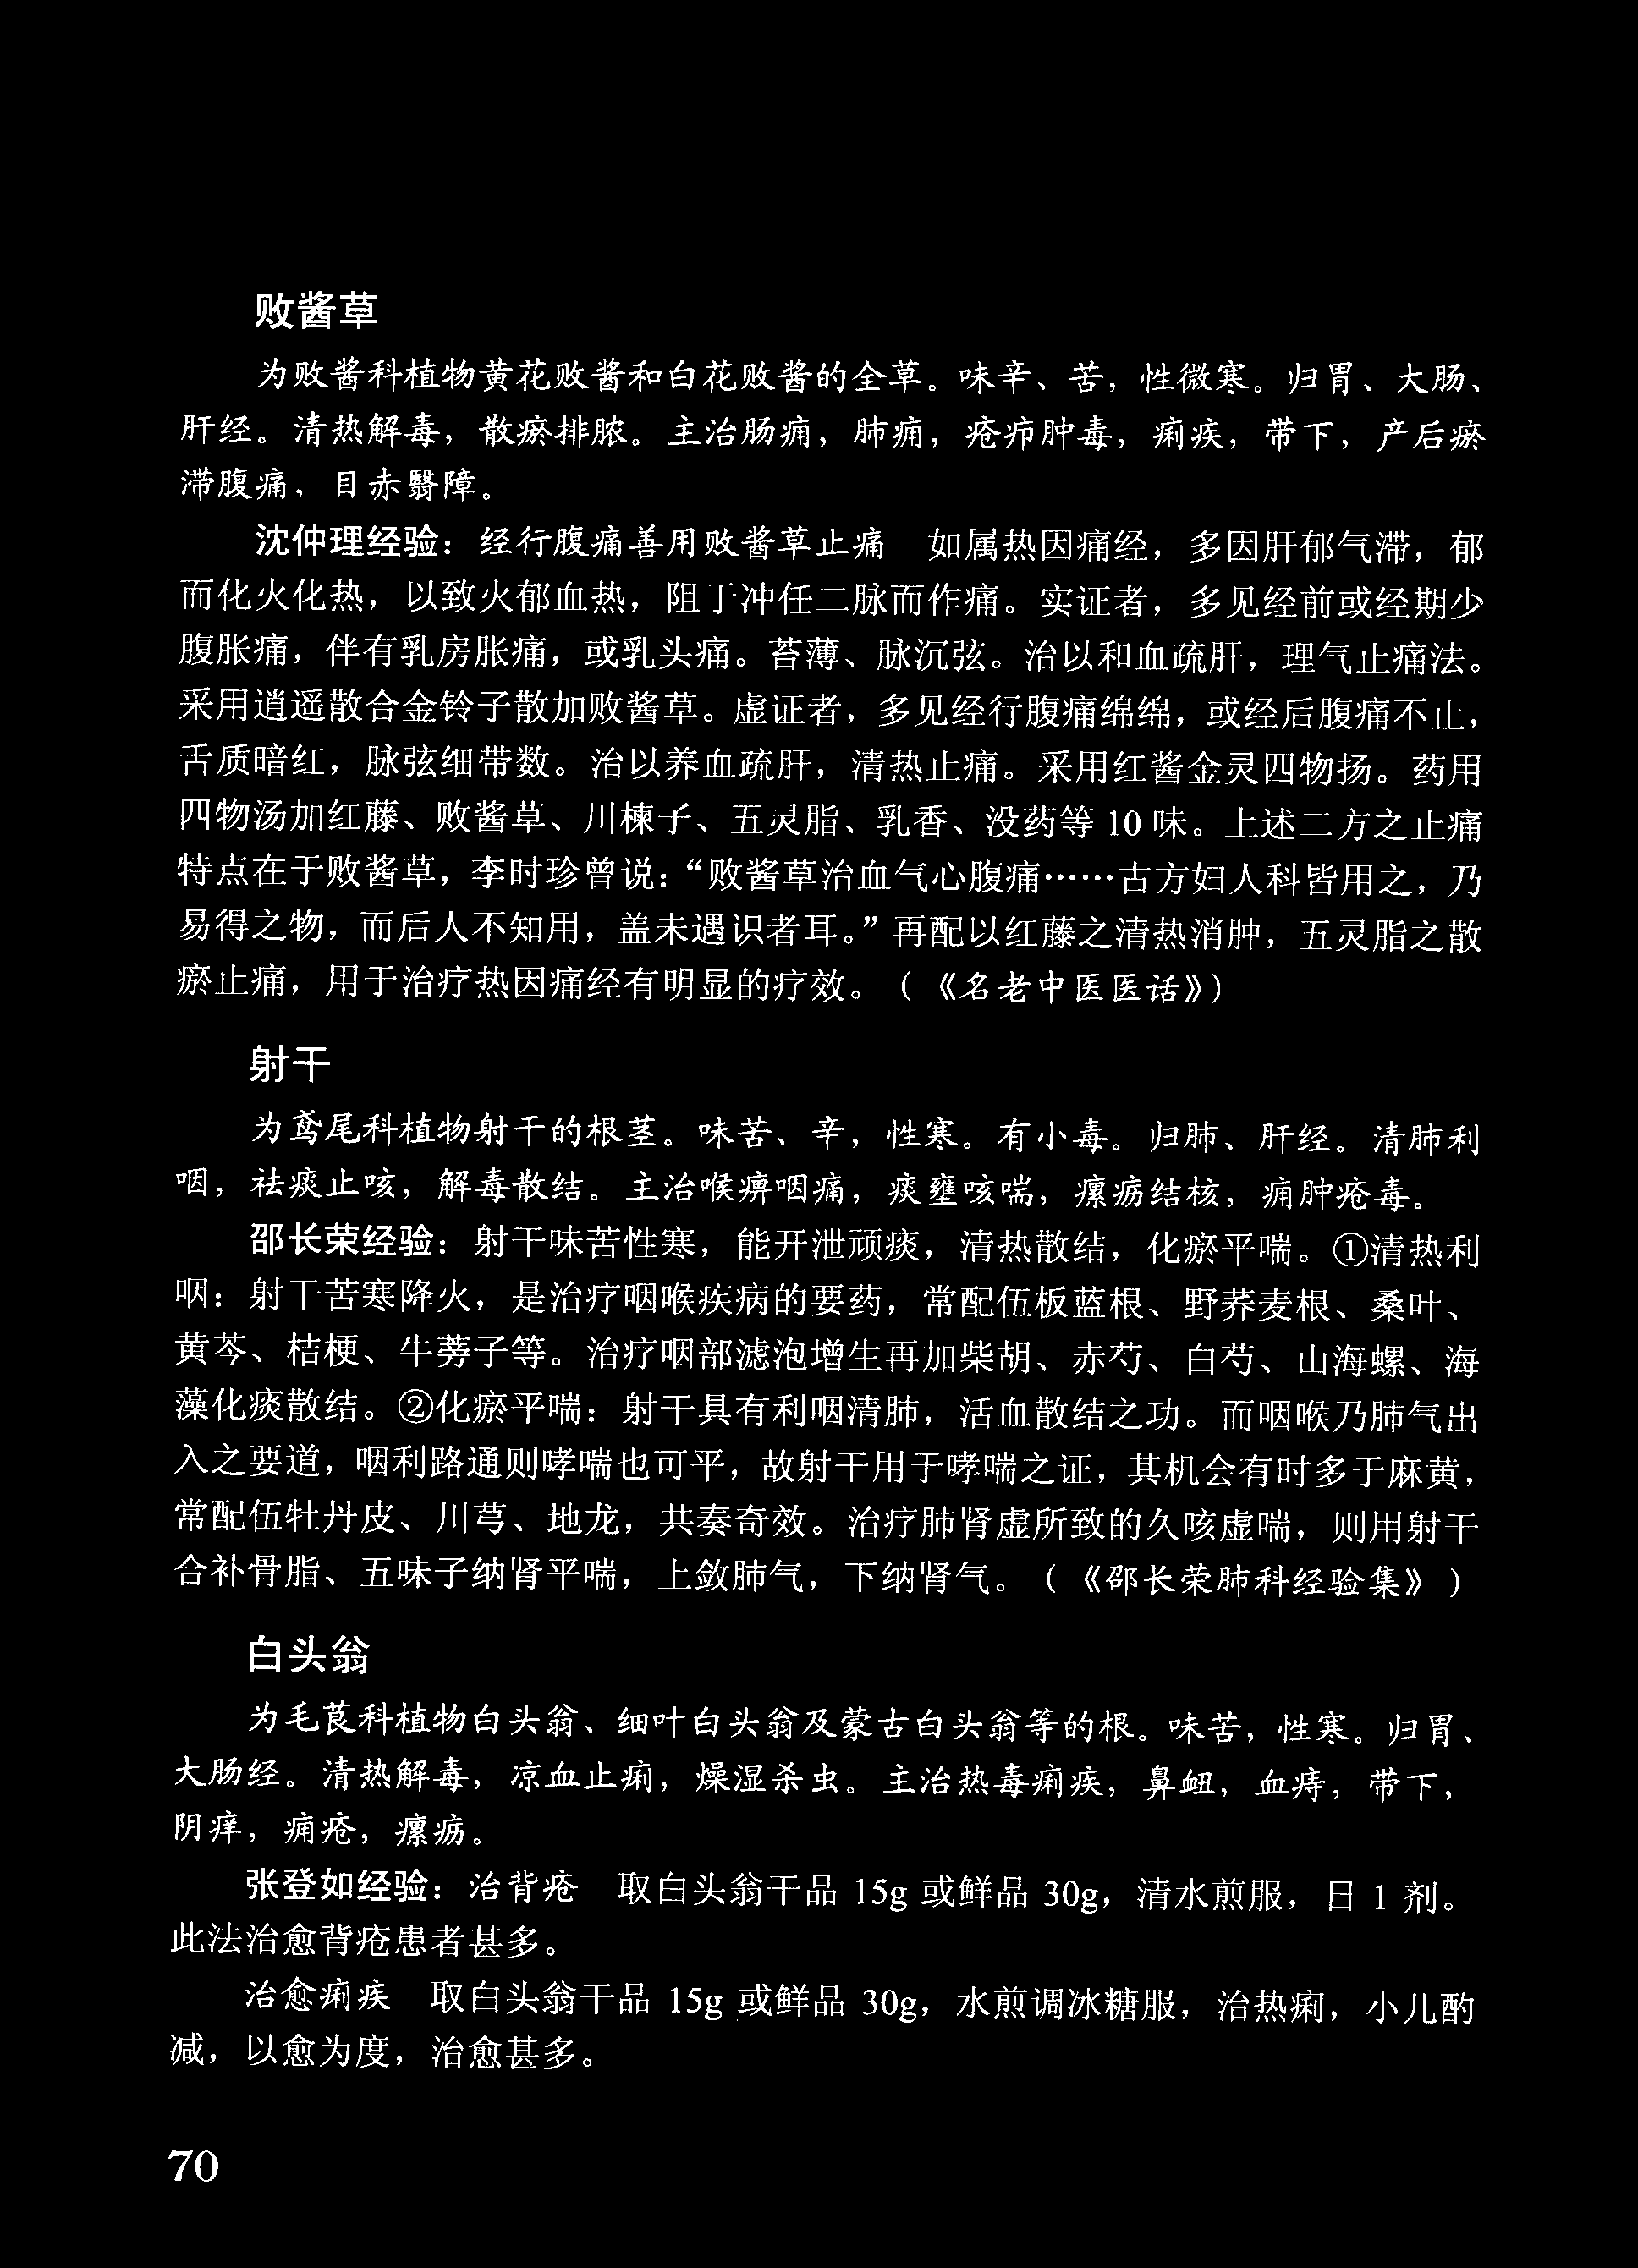 败酱草
为败酱科植物黄花败酱和白花败酱的全草。味辛、苦，性微寒。归胃、大肠、
肝经。清热解毒，散瘀排脓。主治肠痈，肺痈，疮疖肿毒，痢疾，带下，产后瘀
滞腹痛，目赤翳障。
沈仲理经验：经行腹痛善用败酱草止痛　如属热因痛经，多因肝郁气滞，郁
而化火化热，以致火郁血热，阻于冲任二脉而作痛。实证者，多见经前或经期少
腹胀痛，伴有乳房胀痛，或乳头痛。苔薄、脉沉弦。治以和血疏肝，理气止痛法。
采用逍遥散合金铃子散加败酱草。虚证者，多见经行腹痛绵绵，或经后腹痛不止，
舌质暗红，脉弦细带数。治以养血疏肝，清热止痛。采用红酱金灵四物扬。药用
四物汤加红藤、败酱草、川楝子、五灵脂、乳香、没药等 10 味。上述二方之止痛
特点在于败酱草，李时珍曾说：“败酱草治血气心腹痛……古方妇人科皆用之，乃
易得之物，而后人不知用，盖未遇识者耳。”再配以红藤之清热消肿，五灵脂之散
瘀止痛，用于治疗热因痛经有明显的疗效。（《名老中医医话》）
射干
为鸢尾科植物射干的根茎。味苦、辛，性寒。有小毒。归肺、肝经。清肺利
咽，祛痰止咳，解毒散结。主治喉痹咽痛，痰壅咳喘，瘰疬结核，痈肿疮毒。
邵长荣经验：射干味苦性寒，能开泄顽痰，清热散结，化瘀平喘。①清热利
咽：射干苦寒降火，是治疗咽喉疾病的要药，常配伍板蓝根、野荞麦根、桑叶、
黄芩、桔梗、牛蒡子等。治疗咽部滤泡增生再加柴胡、赤芍、白芍、山海螺、海
藻化痰散结。②化瘀平喘：射干具有利咽清肺，活血散结之功。而咽喉乃肺气出
入之要道，咽利路通则哮喘也可平，故射干用于哮喘之证，其机会有时多于麻黄，
常配伍牡丹皮、川芎、地龙，共奏奇效。治疗肺肾虚所致的久咳虚喘，则用射干
合补骨脂、五味子纳肾平喘，上敛肺气，下纳肾气。（《邵长荣肺科经验集》）
白头翁
为毛茛科植物白头翁、细叶白头翁及蒙古白头翁等的根。味苦，性寒。归胃、
大肠经。清热解毒，凉血止痢，燥湿杀虫。主治热毒痢疾，鼻衄，血痔，带下，
阴痒，痈疮，瘰疬。
张登如经验：治背疮　取白头翁干品 15g 或鲜品 30g，清水煎服，日 1 剂。
此法治愈背疮患者甚多。
治愈痢疾　取白头翁干品 15g 或鲜品 30g，水煎调冰糖服，治热痢，小儿酌
减，以愈为度，治愈甚多。
70